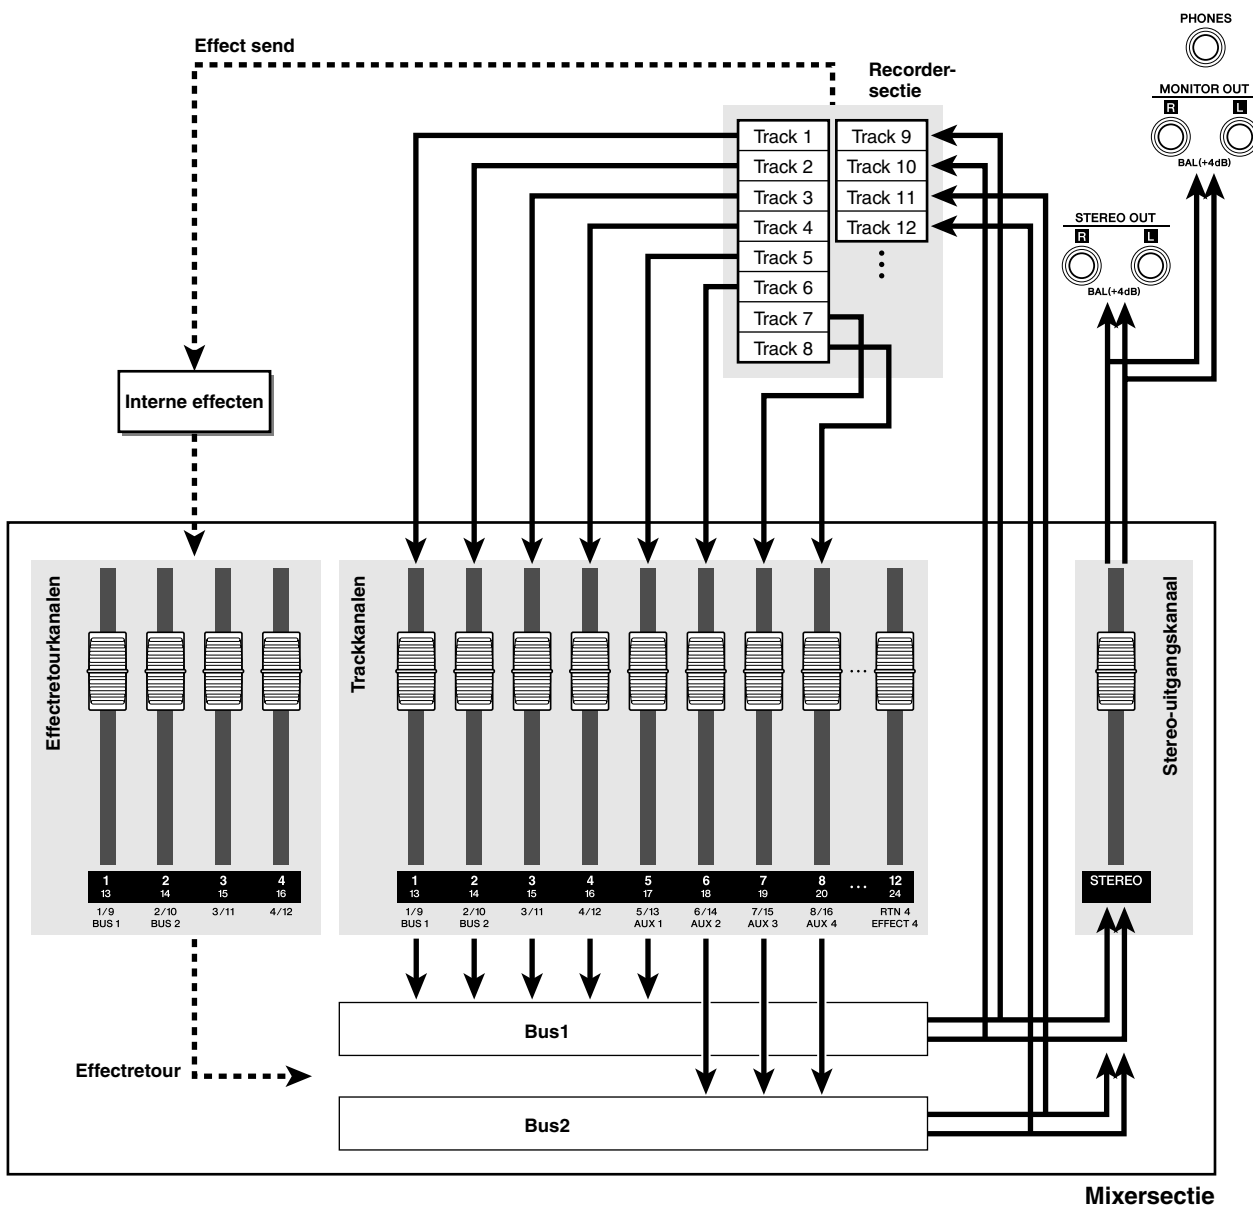 PHONES
Effect send
Recorder-
sectie
MONITOR OUT
R L
BAL(+4dB)
Track 1 Track 9
Track 2 Track 10
Track 3 Track 11
Track 4 Track 12
Track 5
Track 6
Track 7
Track 8
STEREO OUT
R L
BAL(+4dB)
Interne effecten
Effectretourkanalen
Trackkanalen
Stereo-uitgangskanaal
1 2 3 4
13 14 15 16
1/9 2/10 3/11 4/12
BUS 1 BUS 2
1 2 3 4 5 6 7 8 ... 12
13 14 15 16 17 18 19 20 24
1/9 2/10 3/11 4/12 5/13 6/14 7/15 8/16 RTN 4
BUS 1 BUS 2 AUX 1 AUX 2 AUX 3 AUX 4 EFFECT 4
STEREO
Bus1
Effectretour
Bus2
Mixersectie